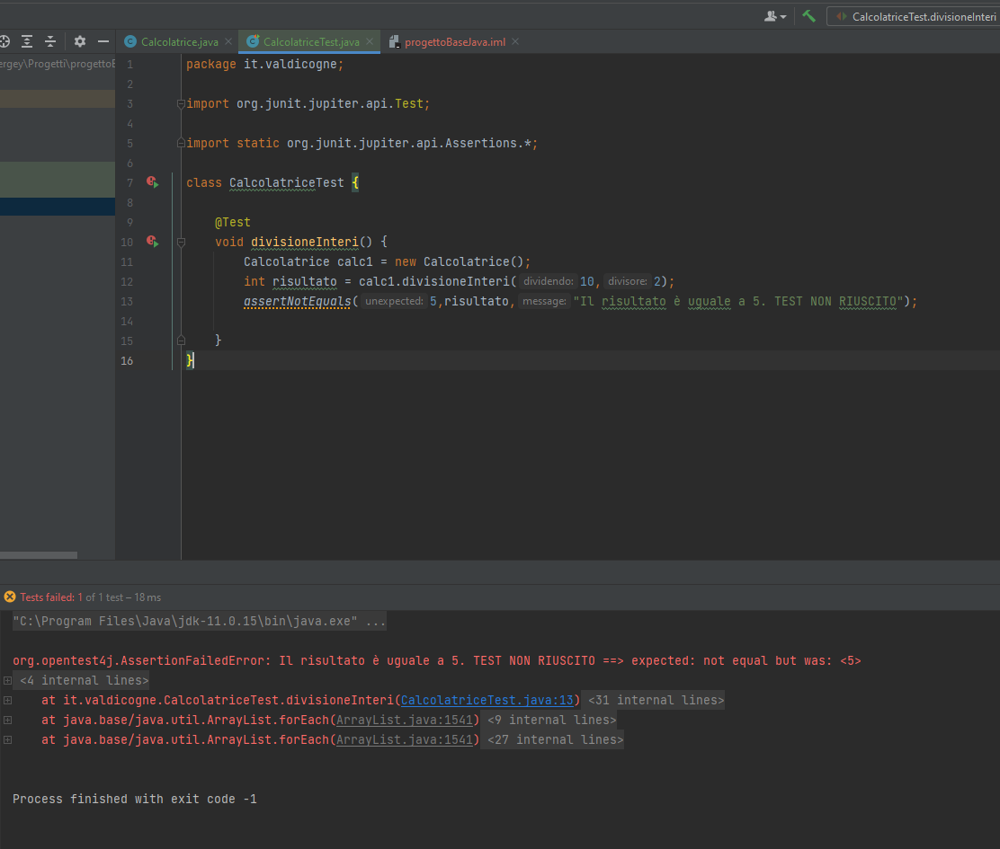 CalcolatriceTest.divisioneInteri
Calcolatrice.java
CalcolatriceTest.java
progettoBaseJava.iml
ergey\Progetti\progettoB
1 package it.valdicogne;
2
3 import org.junit.jupiter.api.Test;
4
5 import static org.junit.jupiter.api.Assertions.*;
6
7 class CalcolatriceTest {
8
9 @Test
10 void divisioneInteri() {
11 Calcolatrice calc1 = new Calcolatrice();
12 int risultato = calc1.divisioneInteri( dividendo: 10, divisore: 2);
13 assertNotEquals( unexpected: 5,risultato, message: "Il risultato è uguale a 5. TEST NON RIUSCITO");
14
15 }
16 }
Tests failed: 1 of 1 test – 18 ms
"C:\Program Files\Java\jdk-11.0.15\bin\java.exe" ...
org.opentest4j.AssertionFailedError: Il risultato è uguale a 5. TEST NON RIUSCITO ==> expected: not equal but was: <5>
<4 internal lines>
at it.valdicogne.CalcolatriceTest.divisioneInteri(CalcolatriceTest.java:13) <31 internal lines>
at java.base/java.util.ArrayList.forEach(ArrayList.java:1541) <9 internal lines>
at java.base/java.util.ArrayList.forEach(ArrayList.java:1541) <27 internal lines>
Process finished with exit code -1